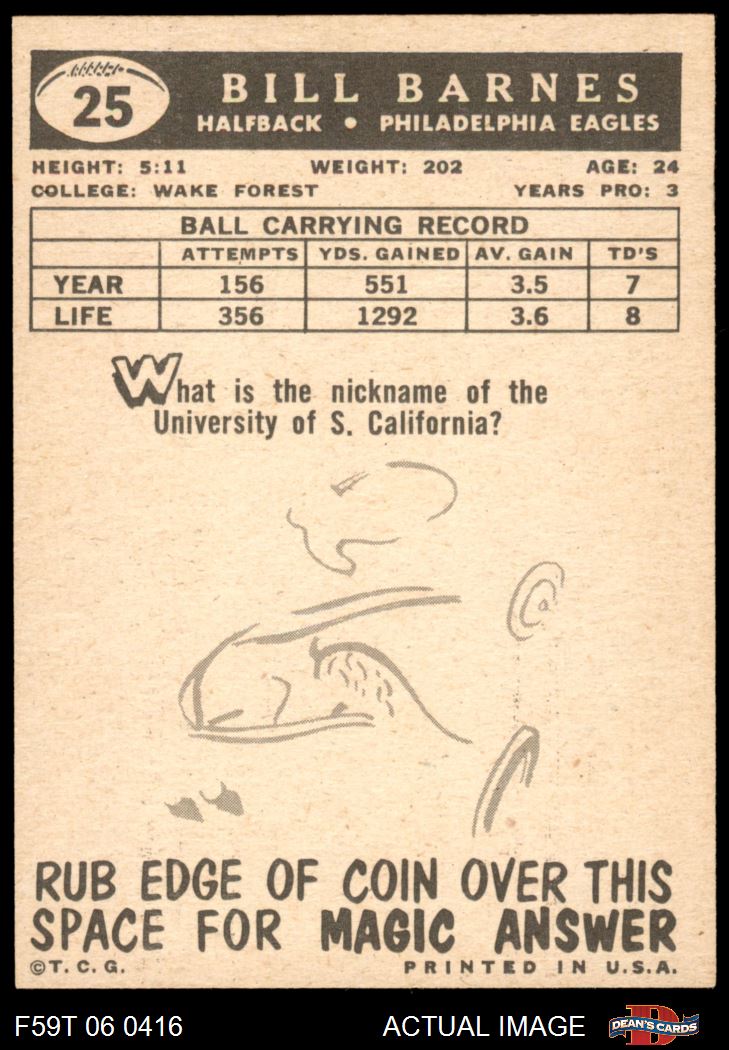 25
BILL BARNES
HALFBACK • PHILADELPHIA EAGLES
HEIGHT: 5:11 WEIGHT: 202 AGE: 24
COLLEGE: WAKE FOREST YEARS PRO: 3
BALL CARRYING RECORD
ATTEMPTS YDS. GAINED AV. GAIN TD'S
YEAR 156 551 3.5 7
LIFE 356 1292 3.6 8
What is the nickname of the
University of S. California?
RUB EDGE OF COIN OVER THIS
SPACE FOR MAGIC ANSWER
©T.C.G. PRINTED IN U.S.A.
F59T 06 0416 ACTUAL IMAGE DEAN'S CARDS